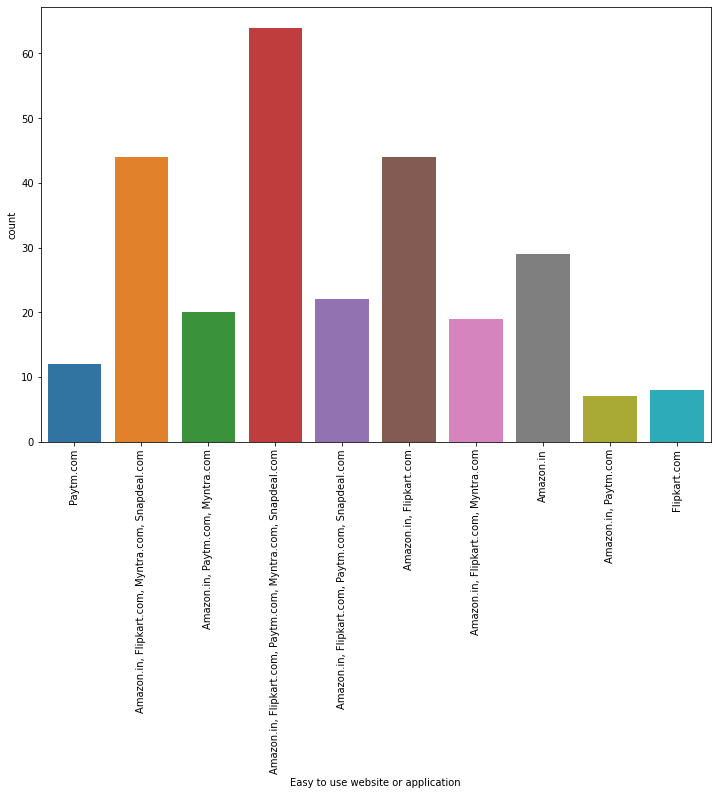 60
50
40
30
20
10
0
count
Paytm.com
Amazon.in, Flipkart.com, Myntra.com, Snapdeal.com
Amazon.in, Paytm.com, Myntra.com
Amazon.in, Flipkart.com, Paytm.com, Myntra.com, Snapdeal.com
Amazon.in, Flipkart.com, Paytm.com, Snapdeal.com
Amazon.in, Flipkart.com
Amazon.in, Flipkart.com, Myntra.com
Amazon.in
Amazon.in, Paytm.com
Flipkart.com
Easy to use website or application